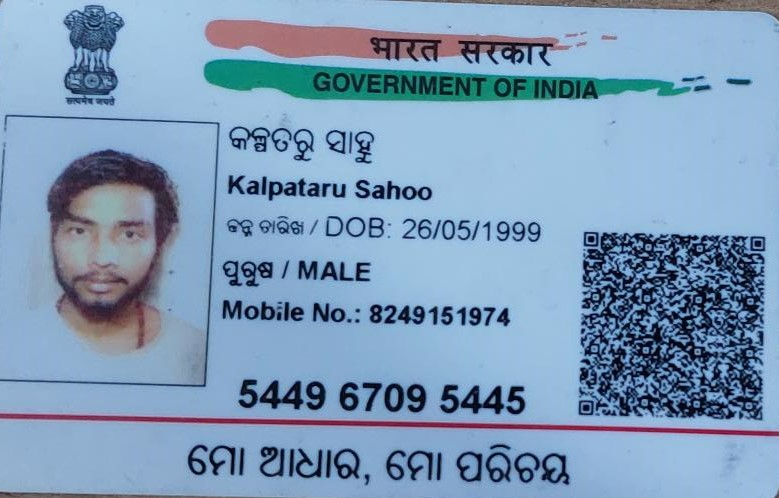 भारत सरकार
GOVERNMENT OF INDIA
सत्यमेव जयते
କଳ୍ପତରୁ ସାହୁ
Kalpataru Sahoo
ଜନ୍ମ ତାରିଖ / DOB: 26/05/1999
ପୁରୁଷ / MALE
Mobile No.: 8249151974
5449 6709 5445
ମୋ ଆଧାର, ମୋ ପରିଚୟ